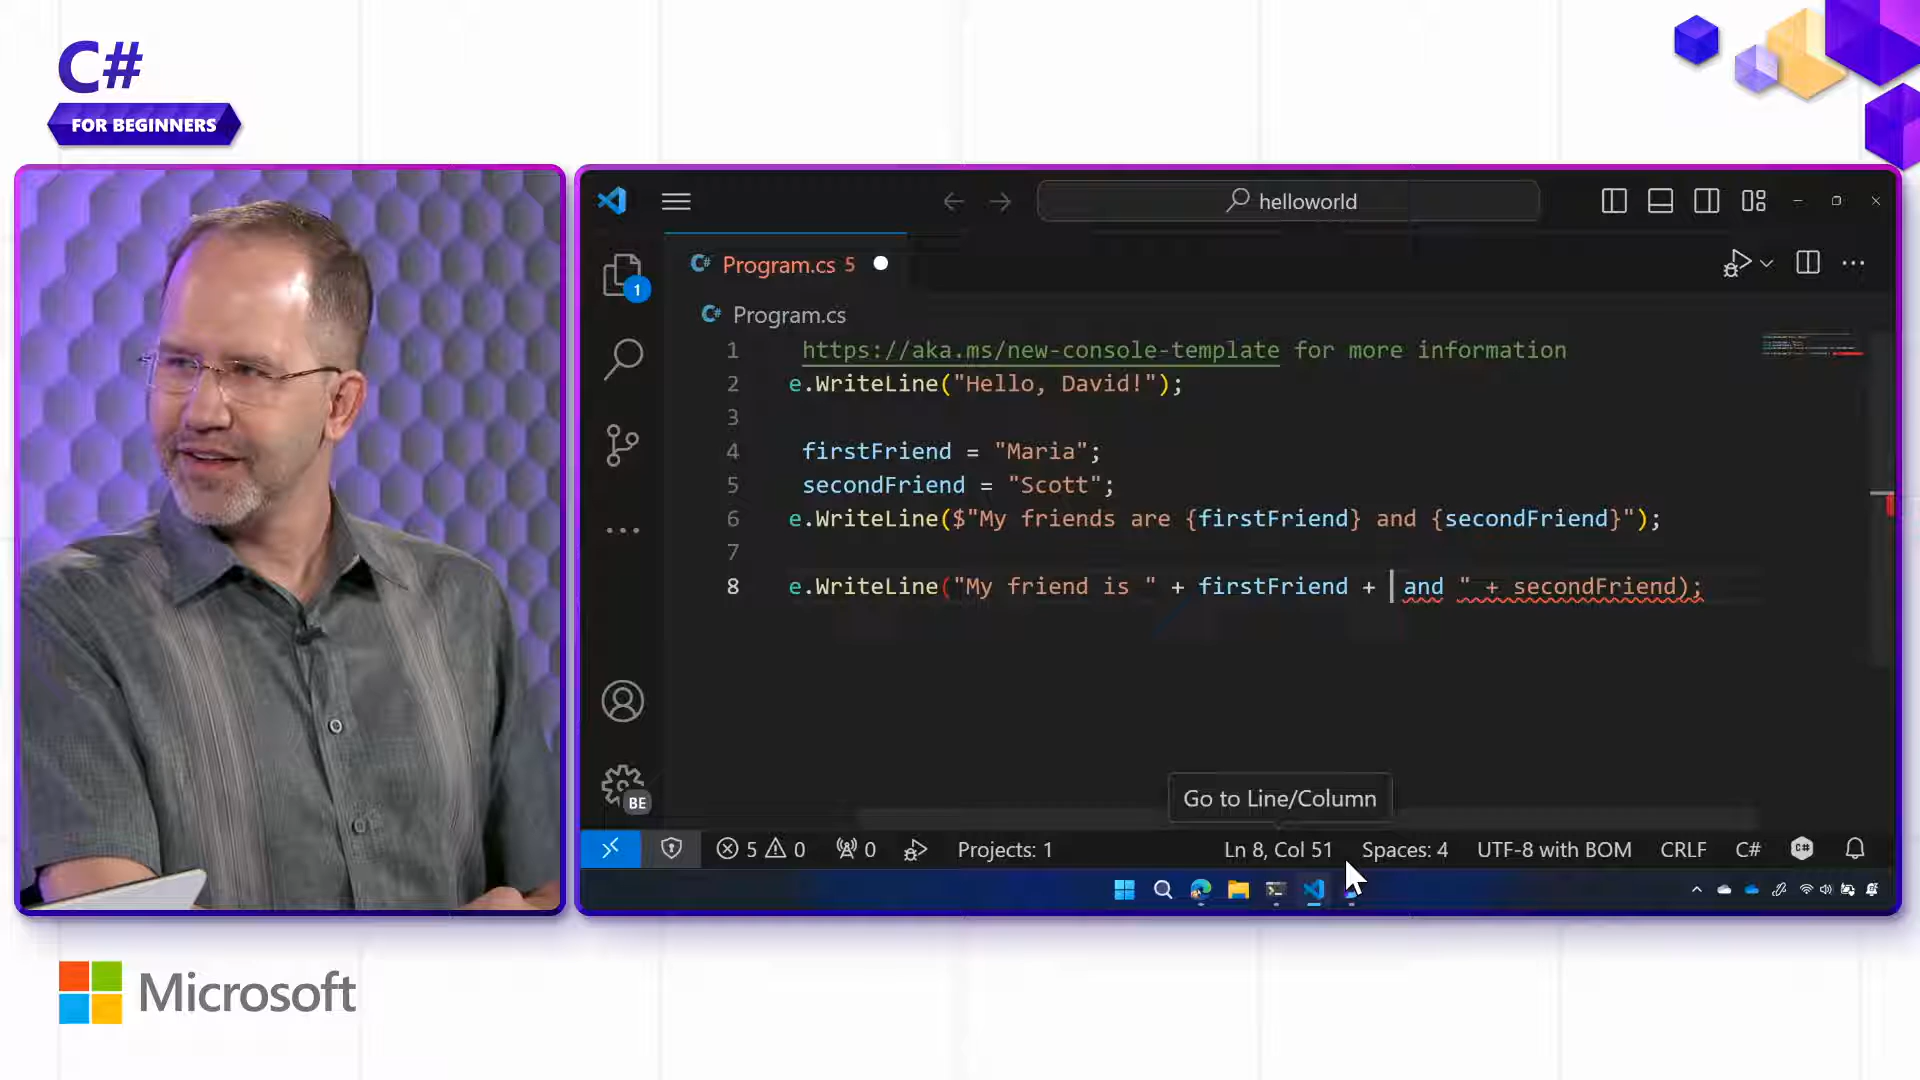 C#
FOR BEGINNERS
helloworld
1
C# Program.cs 5
C# Program.cs
1 https://aka.ms/new-console-template for more information
2 e.WriteLine("Hello, David!");
3
4 firstFriend = "Maria";
5 secondFriend = "Scott";
6 e.WriteLine($"My friends are {firstFriend} and {secondFriend}");
7
8 e.WriteLine("My friend is " + firstFriend + and " + secondFriend);
BE
Go to Line/Column
5 0 0 Projects: 1 Ln 8, Col 51 Spaces: 4 UTF-8 with BOM CRLF C# C#
Microsoft